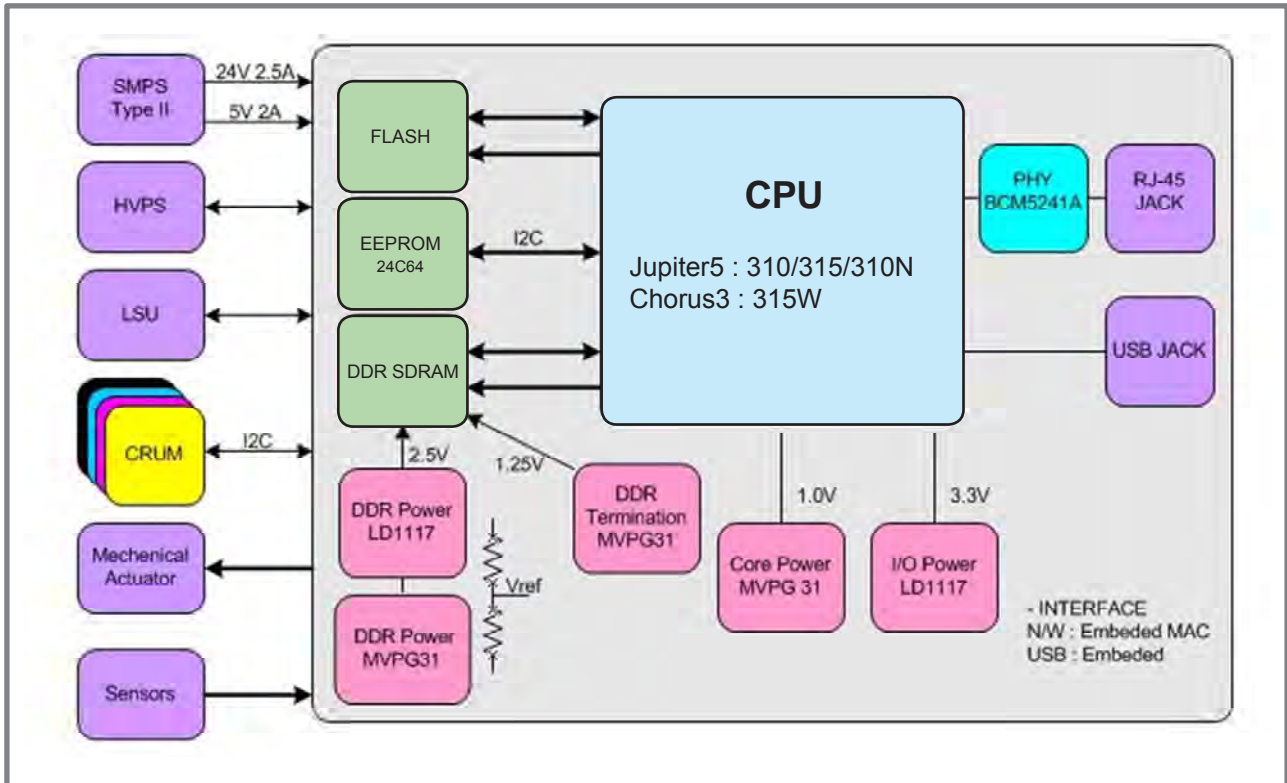 SMPS
Type II
24V 2.5A
5V 2A
HVPS
LSU
CRUM
I2C
Mechenical
Actuator
Sensors
FLASH
EEPROM
24C64
I2C
DDR SDRAM
2.5V
1.25V
DDR Power
LD1117
DDR Power
MVPG31
Vref
DDR
Termination
MVPG31
CPU
Jupiter5 : 310/315/310N
Chorus3 : 315W
1.0V
3.3V
Core Power
MVPG 31
I/O Power
LD1117
PHY
BCM5241A
RJ-45
JACK
USB JACK
- INTERFACE
N/W : Embeded MAC
USB : Embeded